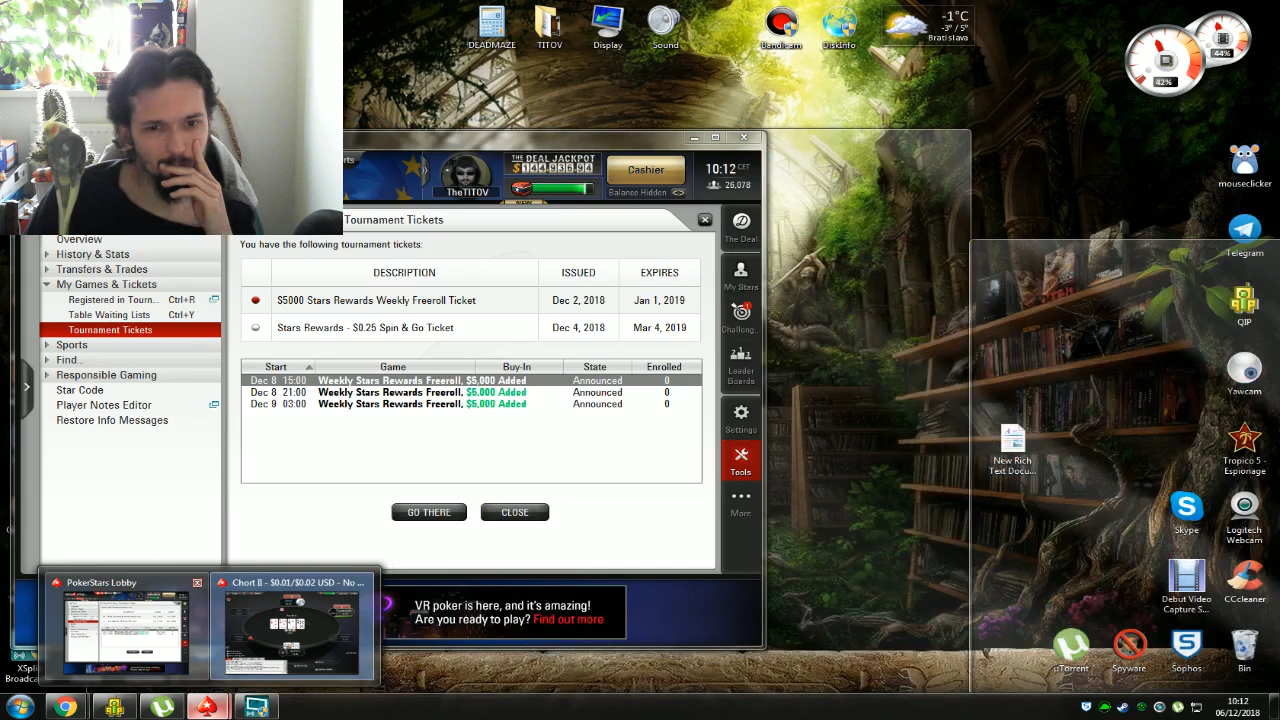 DEADMAZE
TITOV
Display
Sound
Bandicam
DiskInfo
-1°C
-3° / 5°
Bratislava
42%
44%
mouseclicker
Telegram
QIP
Yawcam
New Rich
Text Docu...
Tropico 5 -
Espionage
Skype
Logitech
Webcam
Debut Video
Capture S...
CCcleaner
µTorrent
Spyware
Sophos
Bin
TheTITOV
THE DEAL JACKPOT
$144,936.94
Cashier
Balance Hidden
10:12 CET
26,078
NEW
Tournament Tickets
Overview
History & Stats
Transfers & Trades
My Games & Tickets
Registered in Tourn... Ctrl+R
Table Waiting Lists Ctrl+Y
Tournament Tickets
Sports
Find...
Responsible Gaming
Star Code
Player Notes Editor
Restore Info Messages
You have the following tournament tickets:
DESCRIPTION ISSUED EXPIRES
$5000 Stars Rewards Weekly Freeroll Ticket Dec 2, 2018 Jan 1, 2019
Stars Rewards - $0.25 Spin & Go Ticket Dec 4, 2018 Mar 4, 2019
Start Game Buy-In State Enrolled
Dec 8 15:00 Weekly Stars Rewards Freeroll, $5,000 Added Announced 0
Dec 8 21:00 Weekly Stars Rewards Freeroll, $5,000 Added Announced 0
Dec 9 03:00 Weekly Stars Rewards Freeroll, $5,000 Added Announced 0
GO THERE CLOSE
The Deal
My Stars
Challeng...
Leader
Boards
Settings
Tools
More
PokerStars Lobby
Chort II - $0.01/$0.02 USD - No ...
VR poker is here, and it's amazing!
Are you ready to play? Find out more
XSpli
Broadca
10:12
06/12/2018